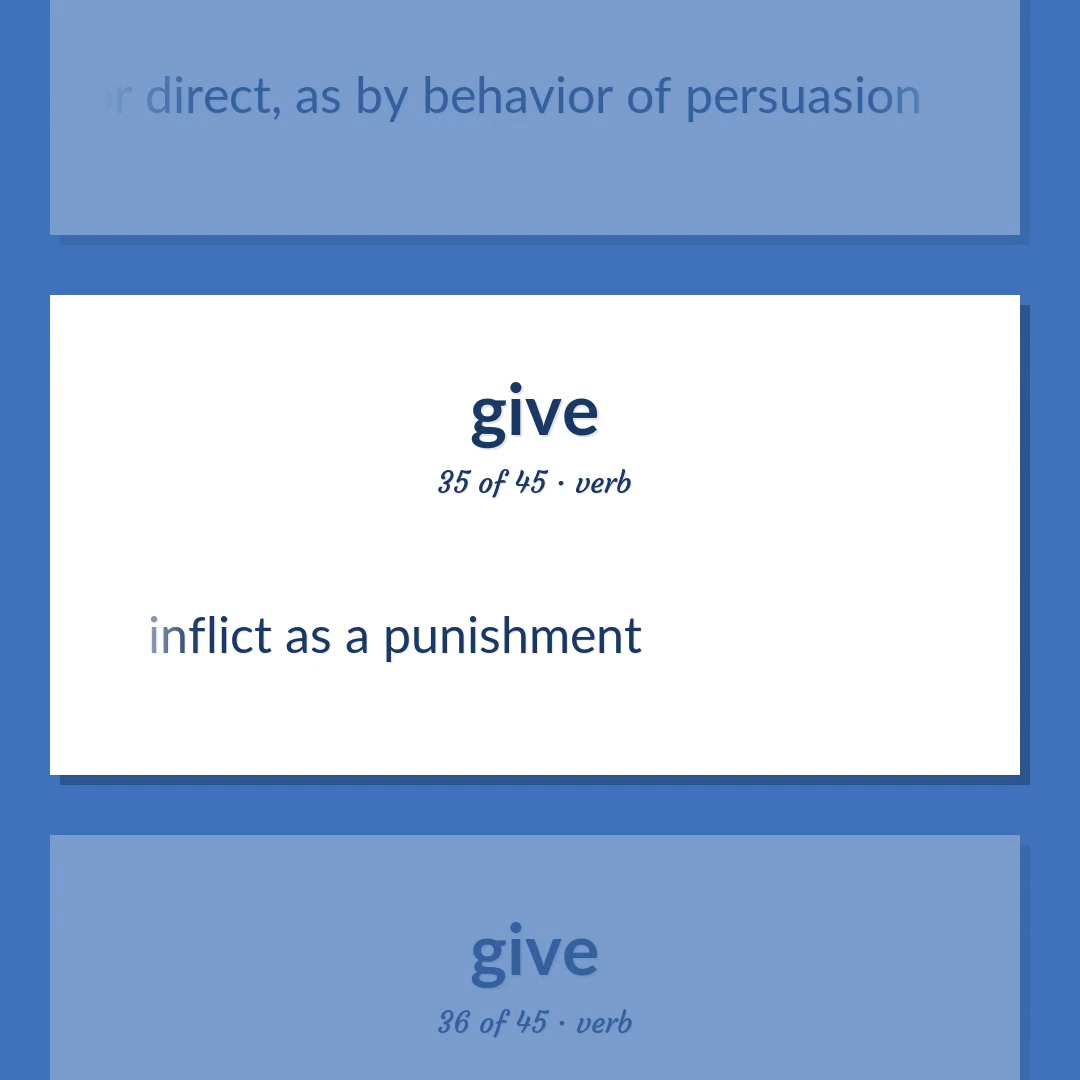 direct, as by behavior of persuasion
give
35 of 45 · verb
inflict as a punishment
give
36 of 45 · verb